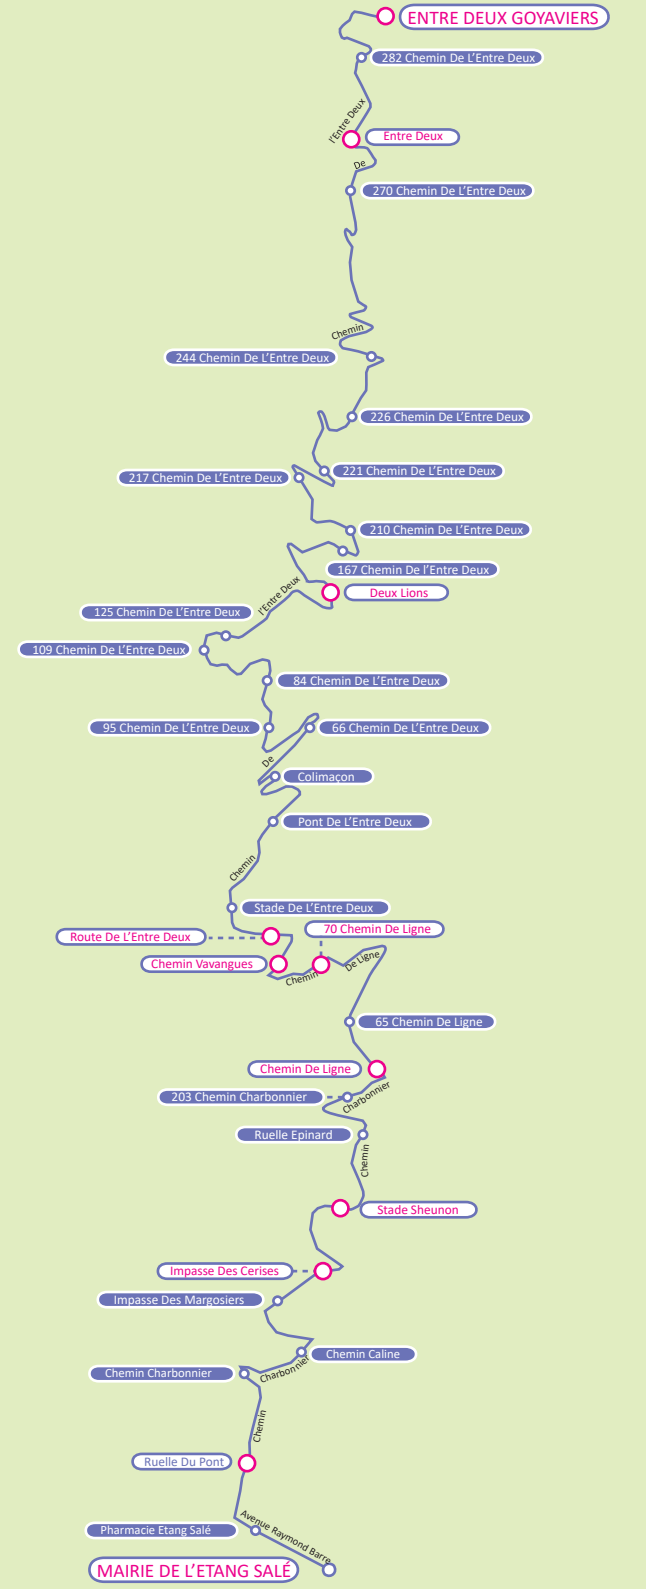 ENTRE DEUX GOYAVIERS
282 Chemin De L'Entre Deux
l'Entre Deux
Entre Deux
De
270 Chemin De L'Entre Deux
Chemin
244 Chemin De L'Entre Deux
226 Chemin De L'Entre Deux
221 Chemin De L'Entre Deux
217 Chemin De L'Entre Deux
210 Chemin De L'Entre Deux
167 Chemin De l'Entre Deux
l'Entre Deux
Deux Lions
125 Chemin De L'Entre Deux
109 Chemin De L'Entre Deux
84 Chemin De L'Entre Deux
95 Chemin De L'Entre Deux
66 Chemin De L'Entre Deux
De
Colimaçon
Pont De L'Entre Deux
Chemin
Stade De L'Entre Deux
70 Chemin De Ligne
Route De L'Entre Deux
Chemin Vavangues
De Ligne
Chemin
65 Chemin De Ligne
Chemin De Ligne
203 Chemin Charbonnier
Charbonnier
Ruelle Epinard
Chemin
Stade Sheunon
Impasse Des Cerises
Impasse Des Margosiers
Chemin Caline
Chemin Charbonnier
Charbonnier
Chemin
Ruelle Du Pont
Pharmacie Etang Salé
Avenue Raymond Barre
MAIRIE DE L'ETANG SALÉ